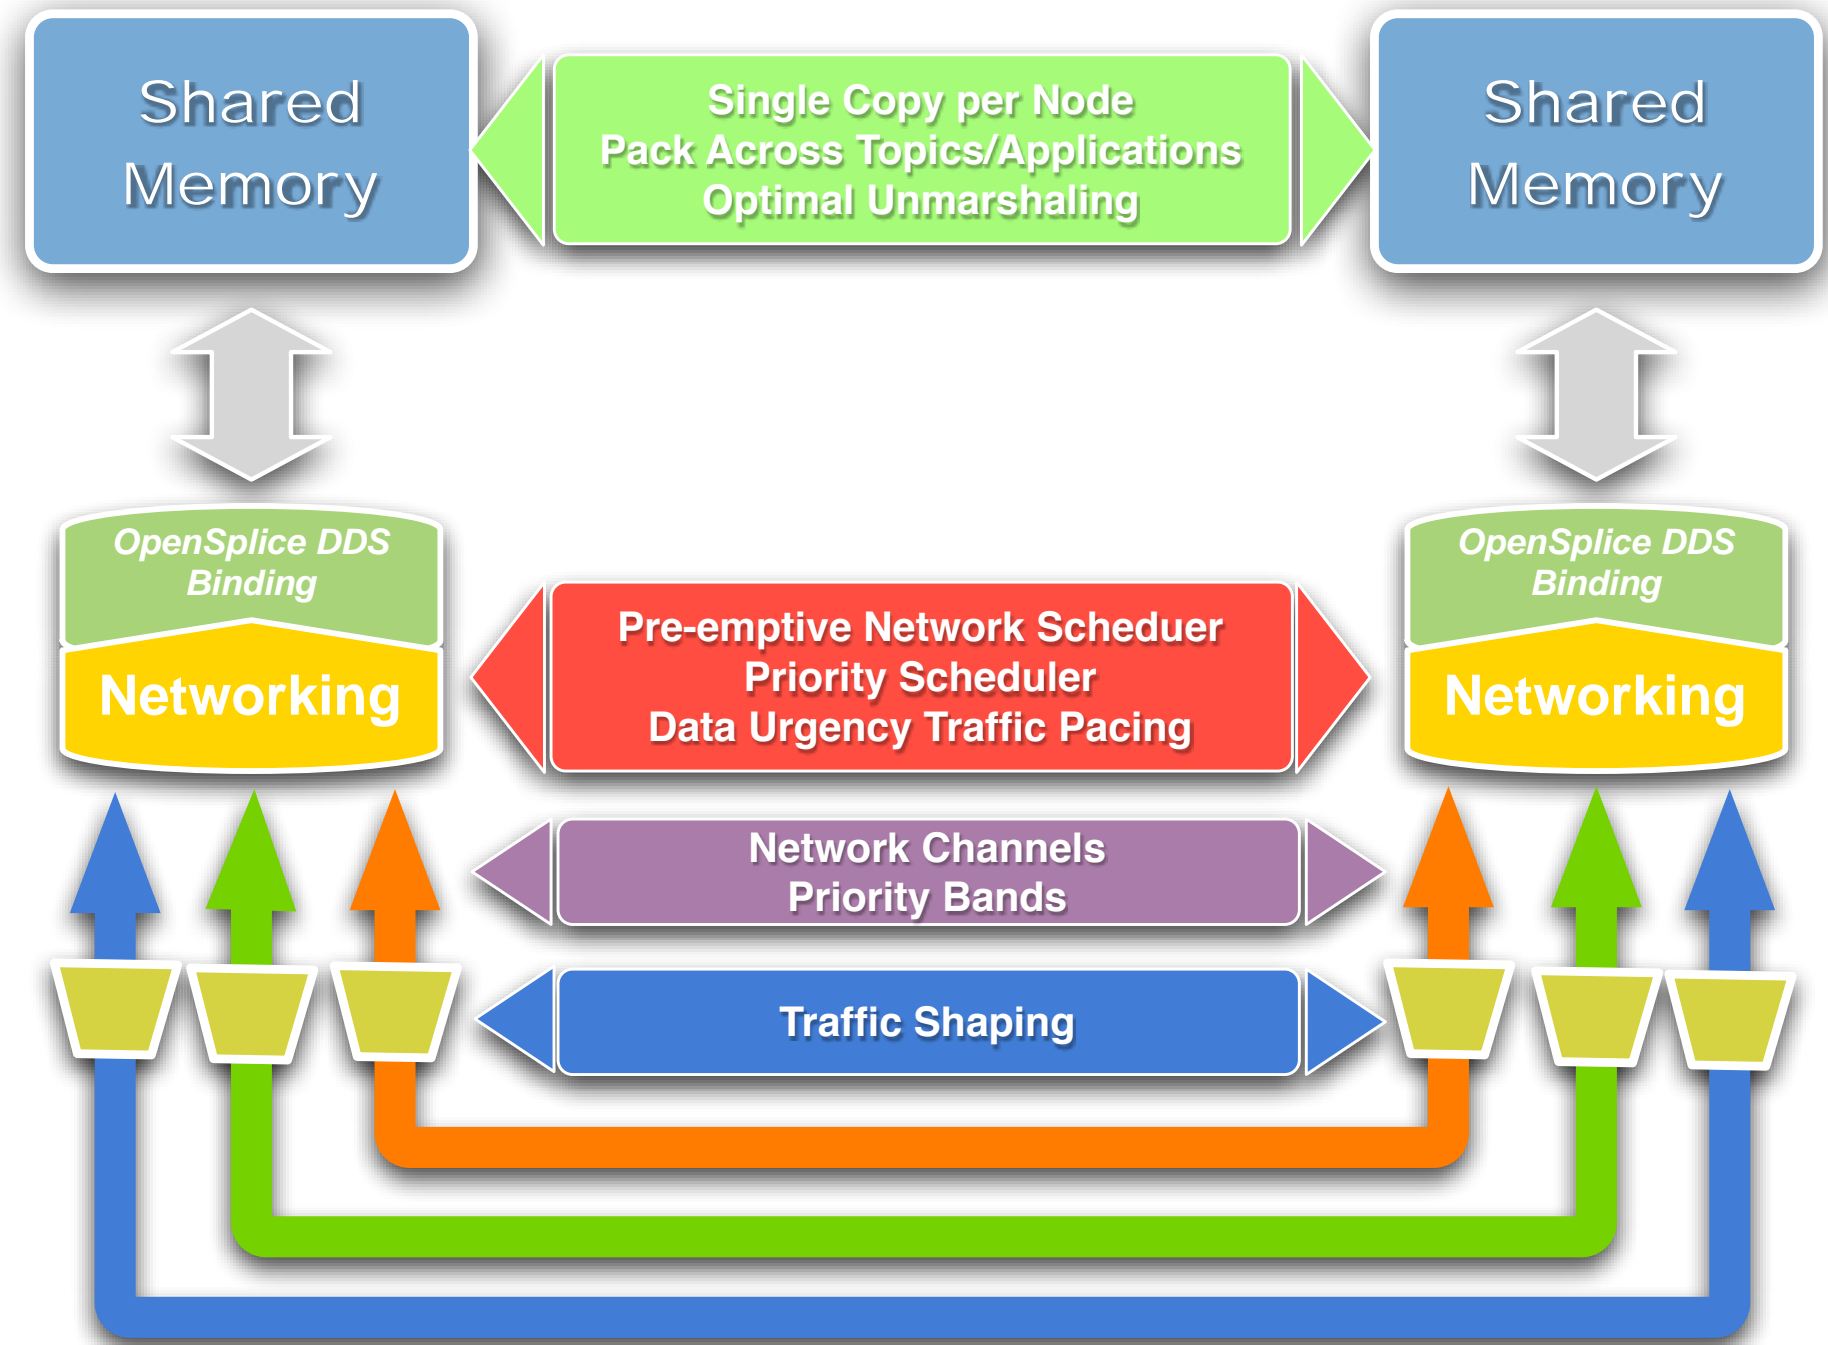 Shared
Memory
Single Copy per Node
Pack Across Topics/Applications
Optimal Unmarshaling
Shared
Memory
OpenSplice DDS
Binding
Networking
Pre-emptive Network Scheduer
Priority Scheduler
Data Urgency Traffic Pacing
OpenSplice DDS
Binding
Networking
Network Channels
Priority Bands
Traffic Shaping